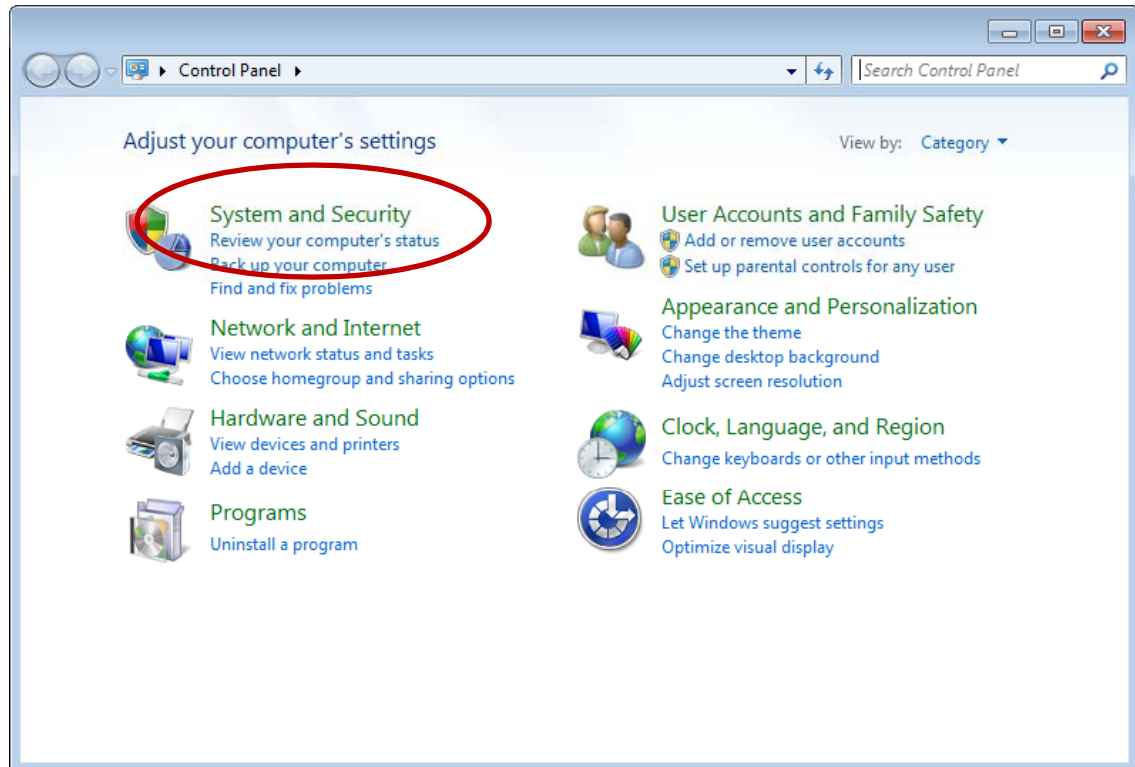 Control Panel
Search Control Panel
Adjust your computer's settings
View by: Category
System and Security
Review your computer's status
Back up your computer
Find and fix problems
Network and Internet
View network status and tasks
Choose homegroup and sharing options
Hardware and Sound
View devices and printers
Add a device
Programs
Uninstall a program
User Accounts and Family Safety
Add or remove user accounts
Set up parental controls for any user
Appearance and Personalization
Change the theme
Change desktop background
Adjust screen resolution
Clock, Language, and Region
Change keyboards or other input methods
Ease of Access
Let Windows suggest settings
Optimize visual display